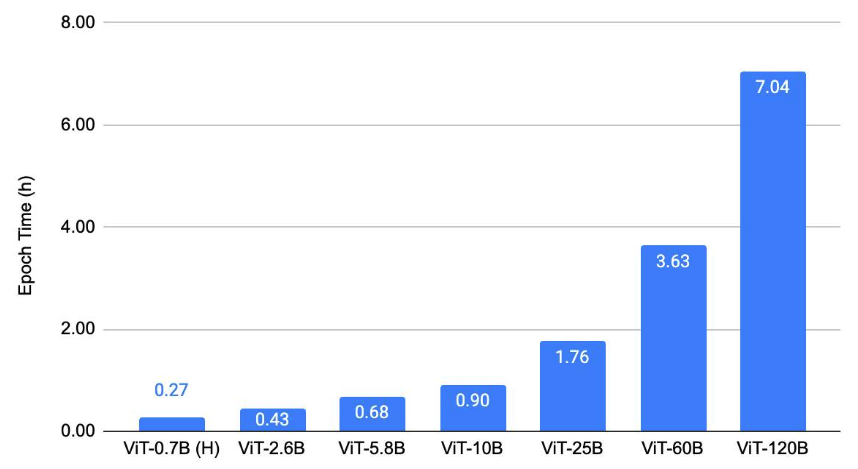 8.00
6.00
4.00
2.00
0.00
Epoch Time (h)
0.27
0.43
0.68
0.90
1.76
3.63
7.04
ViT-0.7B (H)
ViT-2.6B
ViT-5.8B
ViT-10B
ViT-25B
ViT-60B
ViT-120B